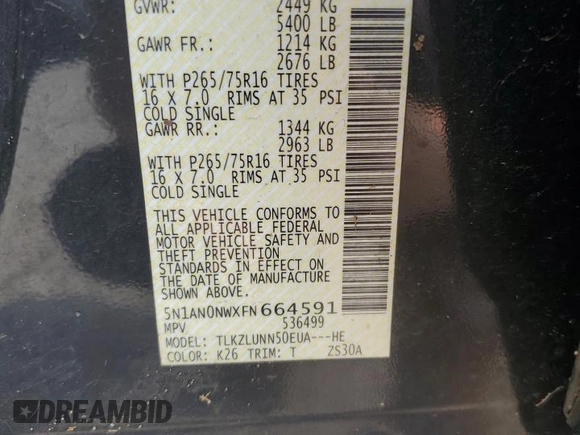 GVWR: 2449 KG
5400 LB
GAWR FR.: 1214 KG
2676 LB
WITH P265/75R16 TIRES
16 X 7.0 RIMS AT 35 PSI
COLD SINGLE
GAWR RR.: 1344 KG
2963 LB
WITH P265/75R16 TIRES
16 X 7.0 RIMS AT 35 PSI
COLD SINGLE
THIS VEHICLE CONFORMS TO
ALL APPLICABLE FEDERAL
MOTOR VEHICLE SAFETY AND
THEFT PREVENTION
STANDARDS IN EFFECT ON
THE DATE OF MANUFACTURE
SHOWN ABOVE.
5N1AN0NWXFN664591
MPV 536499
MODEL: TLKZLUNN50EUA---HE
COLOR: K26 TRIM: T ZS30A
DREAMBID